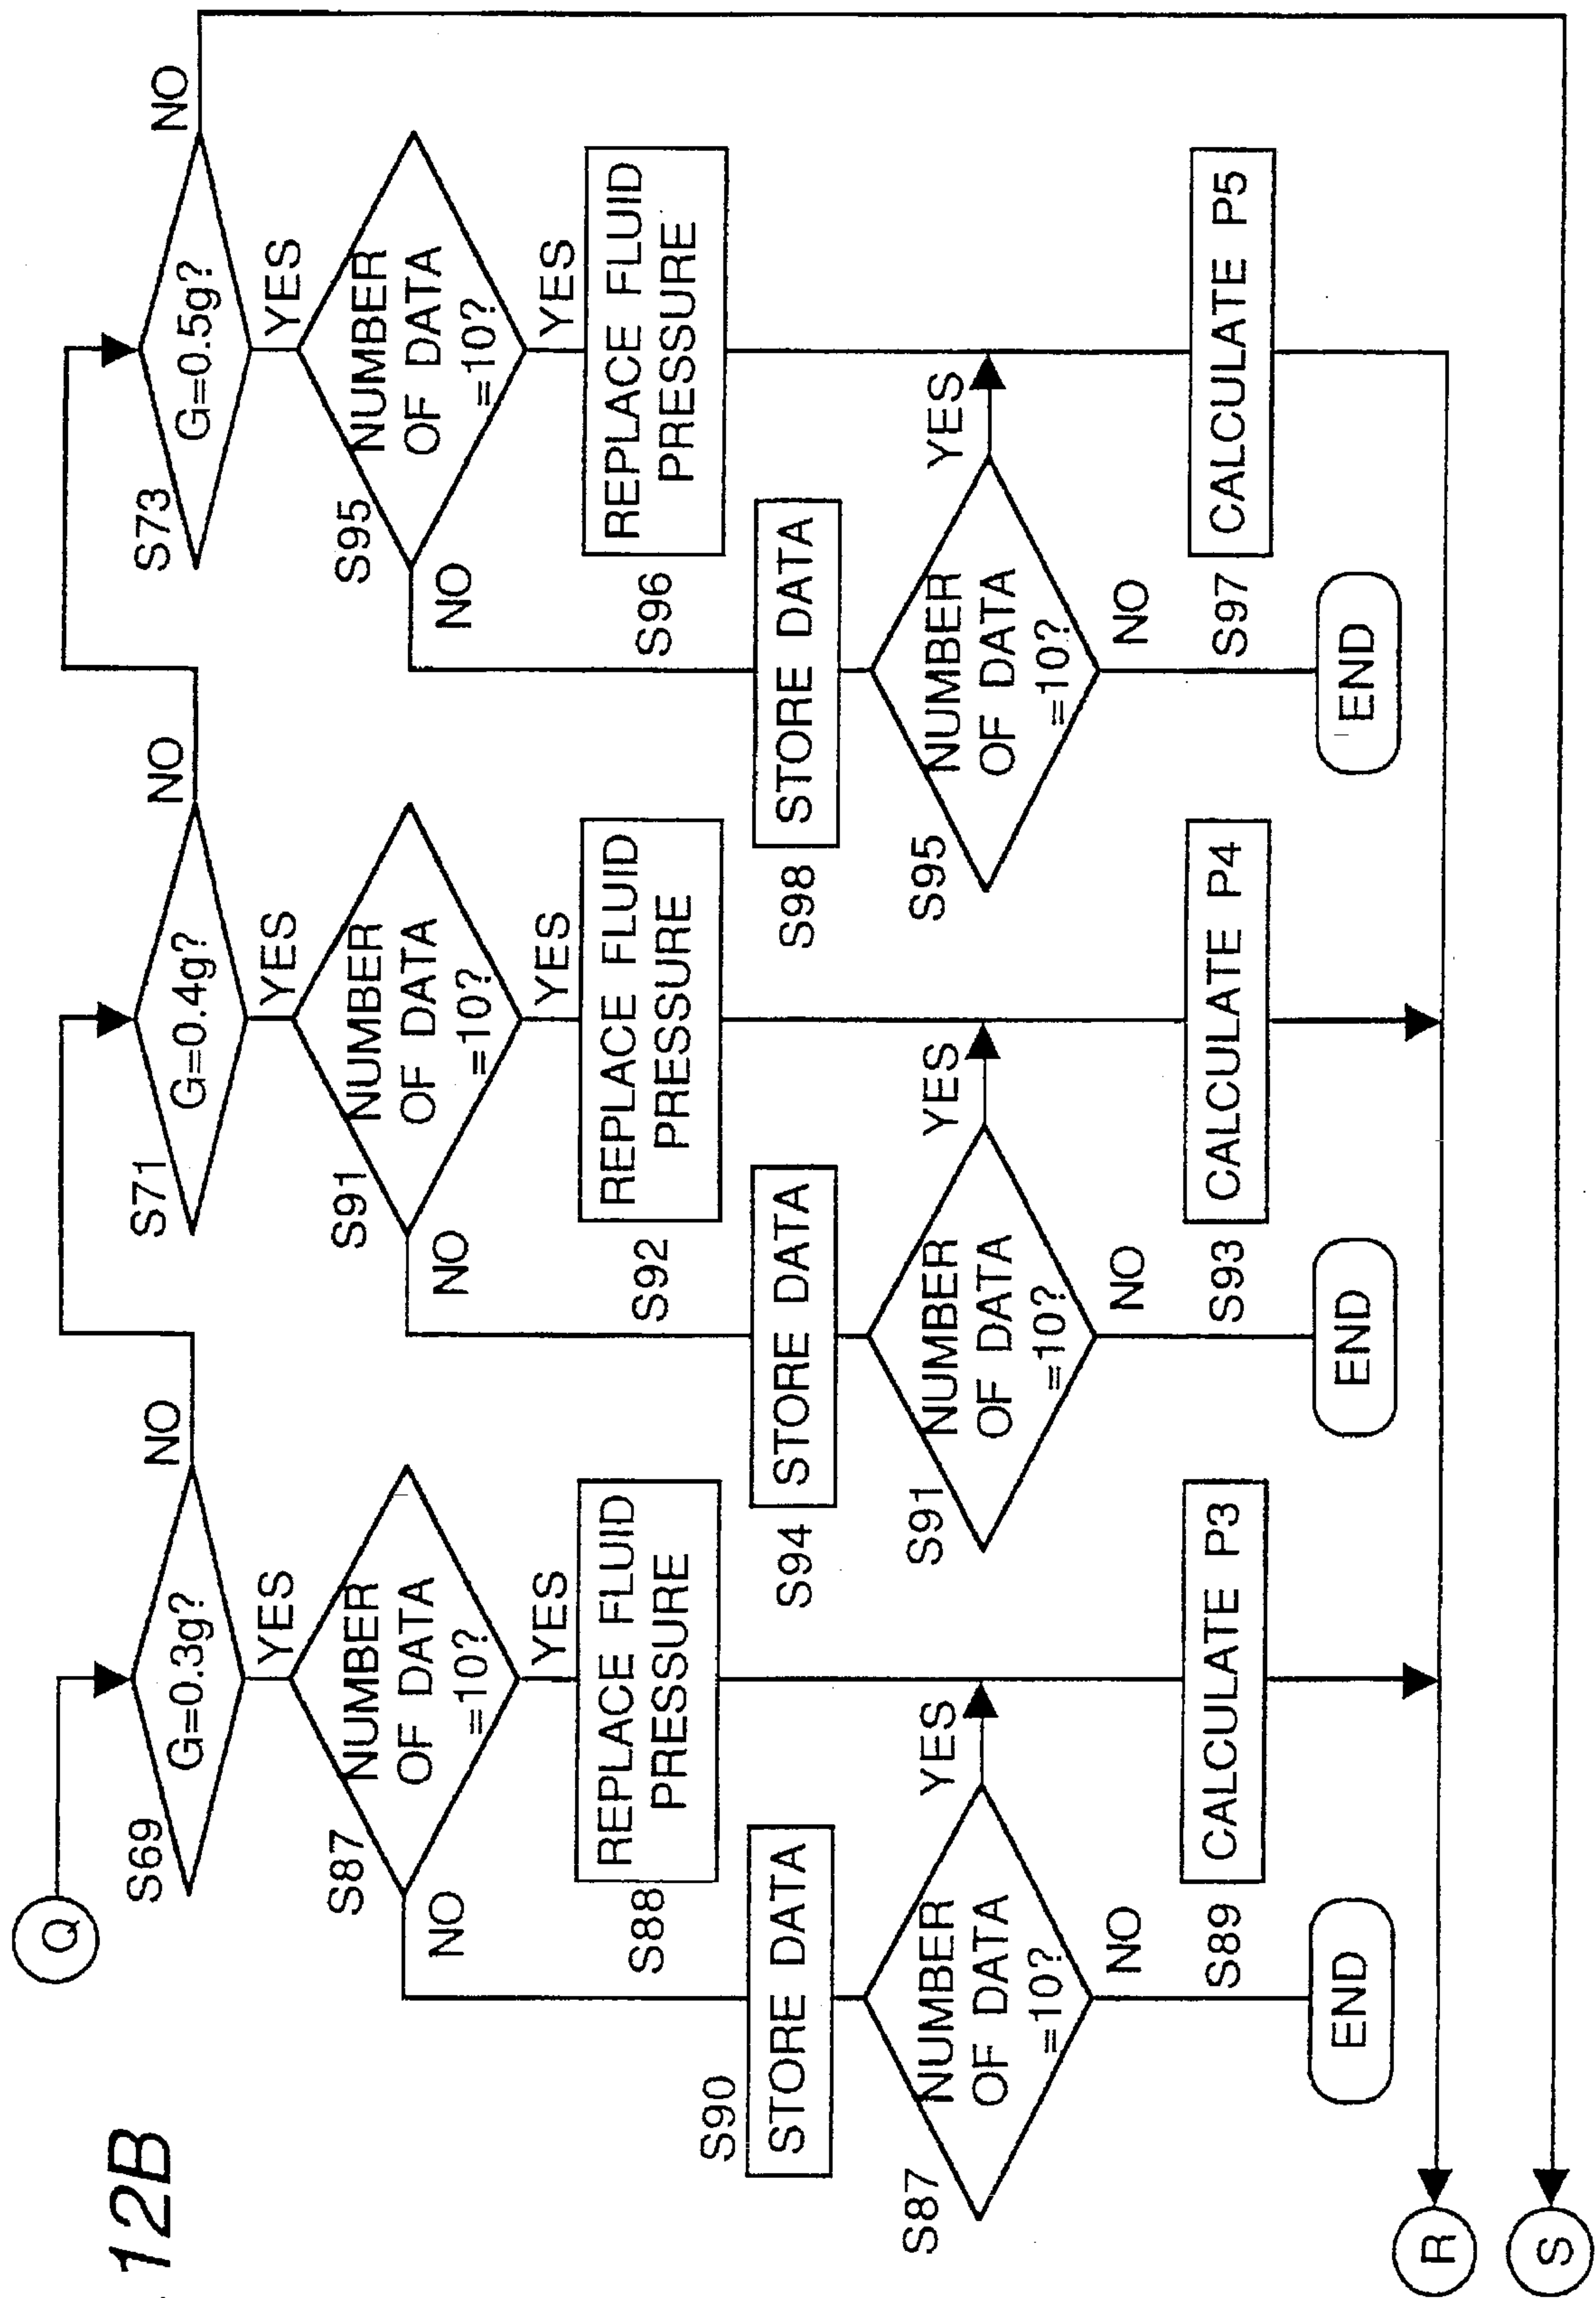 12B
Q
S69
G=0.3g?
NO
YES
S87
NUMBER
OF DATA
=10?
NO
YES
S88
REPLACE FLUID
PRESSURE
S90
STORE DATA
S87
NUMBER
OF DATA
=10?
YES
NO
S89
CALCULATE P3
END
S71
G=0.4g?
NO
YES
S91
NUMBER
OF DATA
=10?
NO
YES
S92
REPLACE FLUID
PRESSURE
S94
STORE DATA
S91
NUMBER
OF DATA
=10?
YES
NO
S93
CALCULATE P4
END
S73
G=0.5g?
NO
YES
S95
NUMBER
OF DATA
=10?
NO
YES
S96
REPLACE FLUID
PRESSURE
S98
STORE DATA
S95
NUMBER
OF DATA
=10?
YES
NO
S97
CALCULATE P5
END
R
S